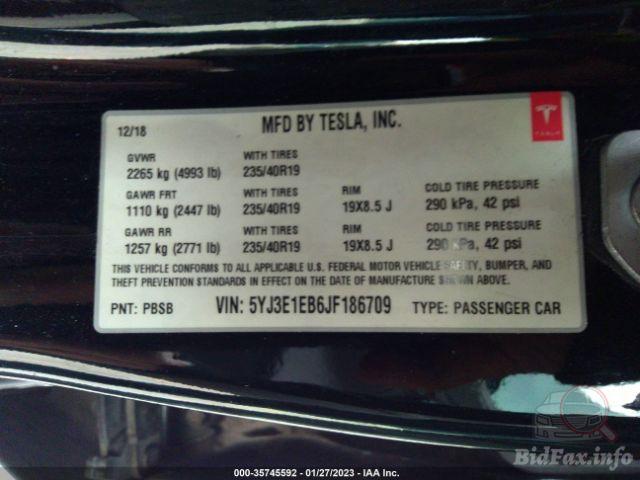 12/18 MFD BY TESLA, INC.
TESLA
GVWR WITH TIRES
2265 kg (4993 lb) 235/40R19
GAWR FRT WITH TIRES RIM COLD TIRE PRESSURE
1110 kg (2447 lb) 235/40R19 19X8.5 J 290 kPa, 42 psi
GAWR RR WITH TIRES RIM COLD TIRE PRESSURE
1257 kg (2771 lb) 235/40R19 19X8.5 J 290 kPa, 42 psi
THIS VEHICLE CONFORMS TO ALL APPLICABLE U.S. FEDERAL MOTOR VEHICLE SAFETY, BUMPER, AND
THEFT PREVENTION STANDARDS IN EFFECT ON THE DATE OF MANUFACTURE SHOWN ABOVE.
PNT: PBSB VIN: 5YJ3E1EB6JF186709 TYPE: PASSENGER CAR
BidFax.info
000-35745592 - 01/27/2023 - IAA Inc.